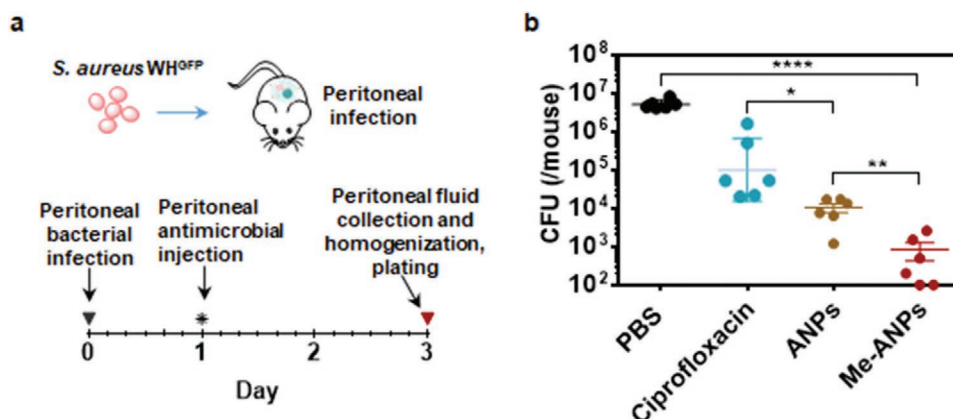 a
S. aureus WHGFP
Peritoneal
infection
Peritoneal
bacterial
infection
Peritoneal
antimicrobial
injection
Peritoneal fluid
collection and
homogenization,
plating
0
1
2
3
Day
b
CFU (/mouse)
10⁸
10⁷
10⁶
10⁵
10⁴
10³
10²
****
*
**
PBS
Ciprofloxacin
ANPs
Me-ANPs